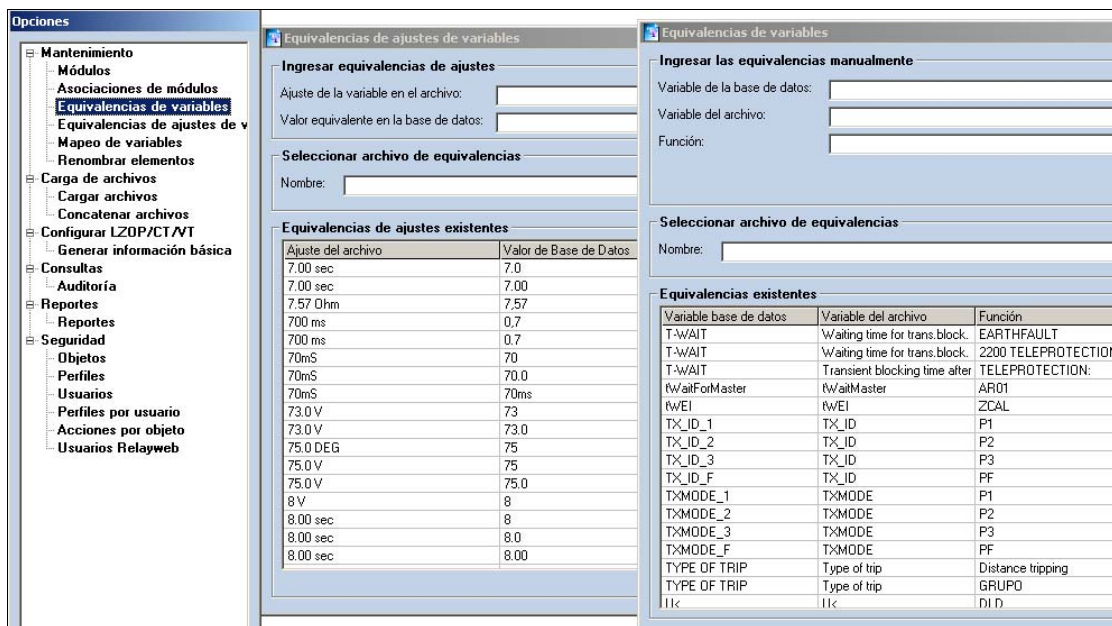 Opciones
Mantenimiento
Módulos
Asociaciones de módulos
Equivalencias de variables
Equivalencias de ajustes de v
Mapeo de variables
Renombrar elementos
Carga de archivos
Cargar archivos
Concatenar archivos
Configurar LZOP/CT/VT
Generar información básica
Consultas
Auditoría
Reportes
Reportes
Seguridad
Objetos
Perfiles
Usuarios
Perfiles por usuario
Acciones por objeto
Usuarios Relayweb
Equivalencias de ajustes de variables
Ingresar equivalencias de ajustes
Ajuste de la variable en el archivo:
Valor equivalente en la base de datos:
Seleccionar archivo de equivalencias
Nombre:
Equivalencias de ajustes existentes
Ajuste del archivo Valor de Base de Datos
7.00 sec 7.0
7.00 sec 7.00
7.57 Ohm 7,57
700 ms 0,7
700 ms 0.7
70mS 70
70mS 70.0
70mS 70ms
73.0 V 73
73.0 V 73.0
75.0 DEG 75
75.0 V 75
75.0 V 75.0
8 V 8
8.00 sec 8
8.00 sec 8.0
8.00 sec 8.00
Equivalencias de variables
Ingresar las equivalencias manualmente
Variable de la base de datos:
Variable del archivo:
Función:
Seleccionar archivo de equivalencias
Nombre:
Equivalencias existentes
Variable base de datos Variable del archivo Función
T-WAIT Waiting time for trans.block. EARTHFAULT
T-WAIT Waiting time for trans.block. 2200 TELEPROTECTION
T-WAIT Transient blocking time after TELEPROTECTION:
tWaitForMaster tWaitMaster AR01
tWEI tWEI ZCAL
TX_ID_1 TX_ID P1
TX_ID_2 TX_ID P2
TX_ID_3 TX_ID P3
TX_ID_F TX_ID PF
TXMODE_1 TXMODE P1
TXMODE_2 TXMODE P2
TXMODE_3 TXMODE P3
TXMODE_F TXMODE PF
TYPE OF TRIP Type of trip Distance tripping
TYPE OF TRIP Type of trip GRUPO
U< U< DLD